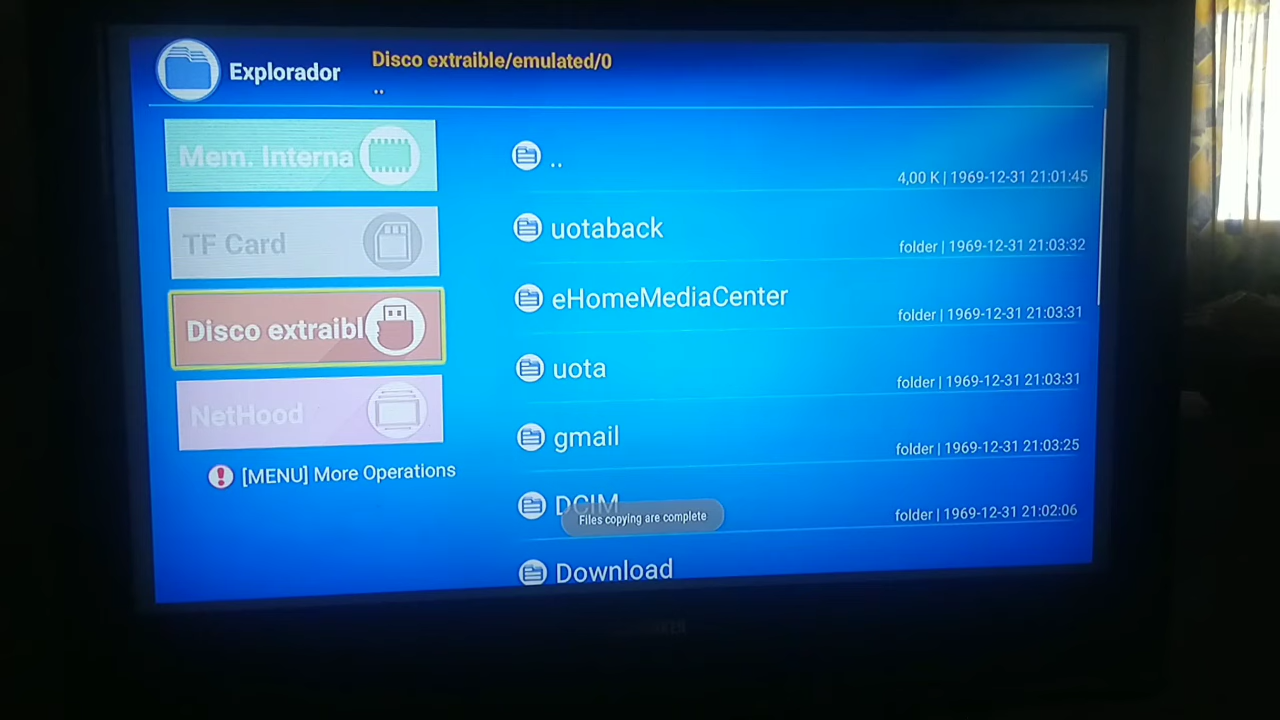 Explorador
Disco extraible/emulated/0
..
Mem. Interna
TF Card
Disco extraibl
NetHood
[MENU] More Operations
..
4,00 K | 1969-12-31 21:01:45
uotaback
folder | 1969-12-31 21:03:32
eHomeMediaCenter
folder | 1969-12-31 21:03:31
uota
folder | 1969-12-31 21:03:31
gmail
folder | 1969-12-31 21:03:25
DCIM
folder | 1969-12-31 21:02:06
Files copying are complete
Download